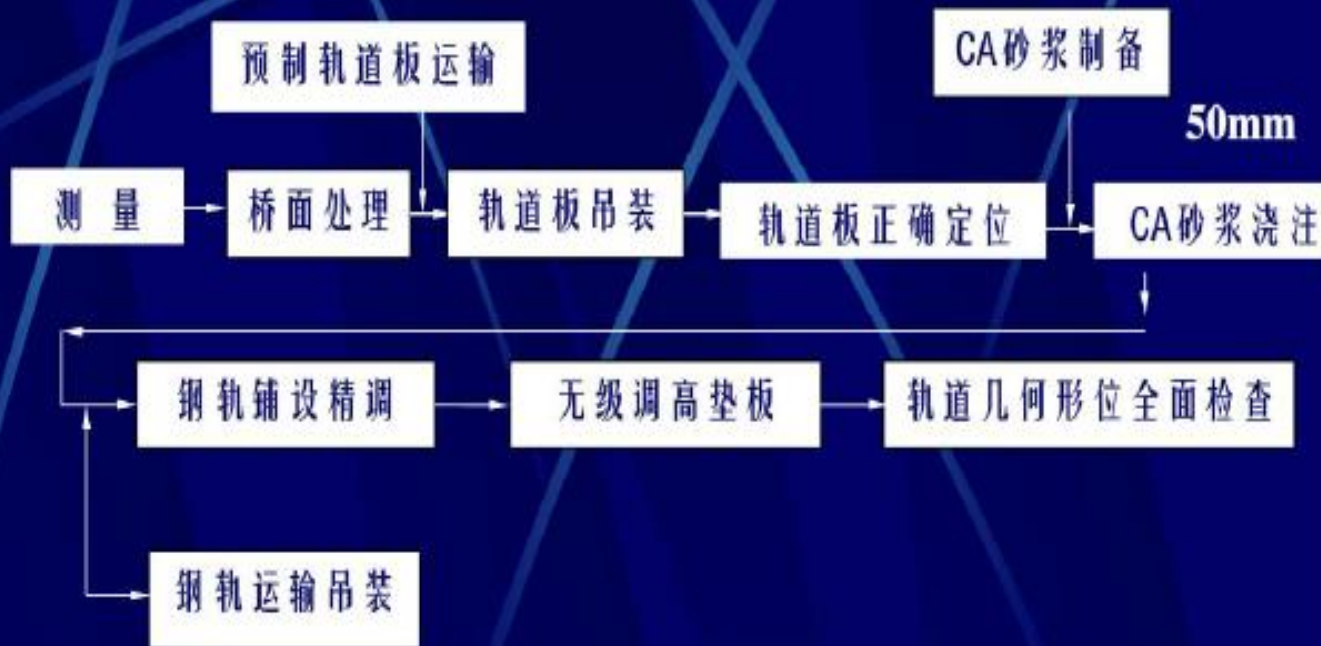 预制轨道板运输
CA砂浆制备
50mm
测量
桥面处理
轨道板吊装
轨道板正确定位
CA砂浆浇注
钢轨铺设精调
无级调高垫板
轨道几何形位全面检查
钢轨运输吊装